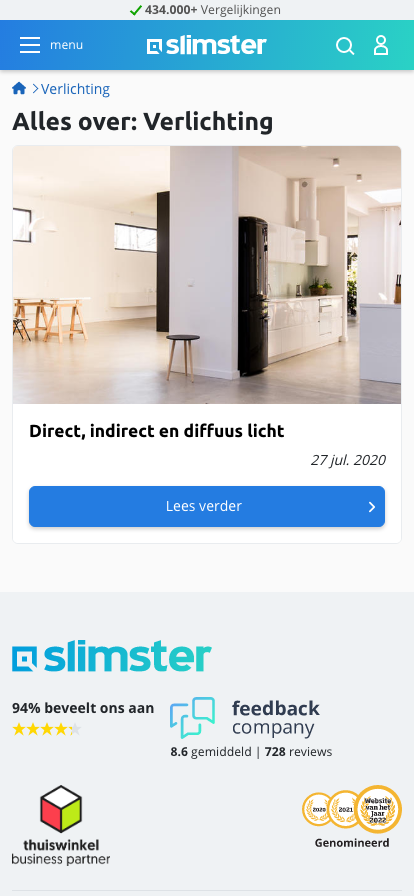 434.000+ Vergelijkingen
menu
slimster
Verlichting
Alles over: Verlichting
Direct, indirect en diffuus licht
27 jul. 2020
Lees verder
slimster
94% beveelt ons aan
feedback
company
8.6 gemiddeld | 728 reviews
thuiswinkel
business partner
2020
2021
Website
van het
Jaar
2022
Genomineerd